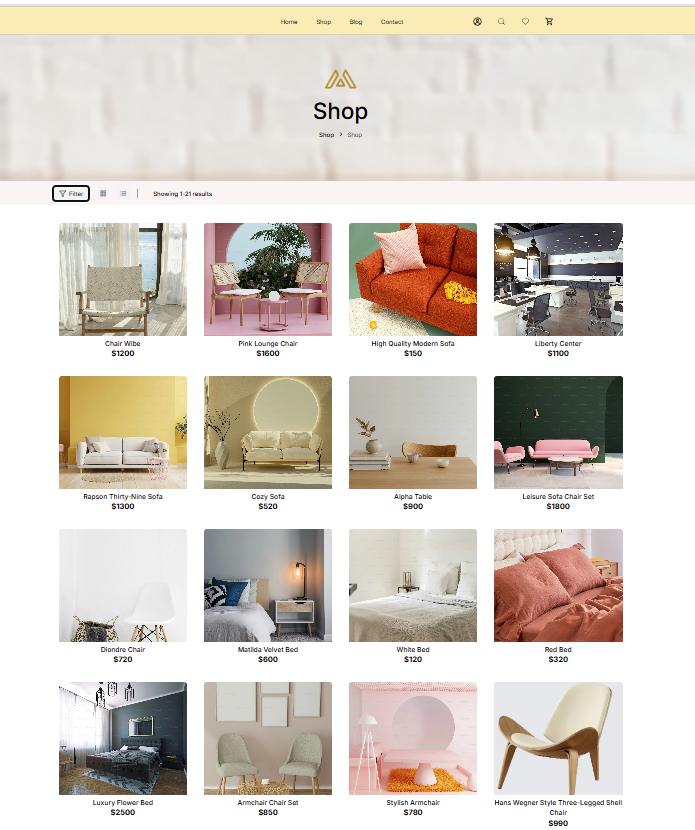 Home Shop Blog Contact
Shop
Shop > Shop
Filter Showing 1-21 results
Chair Wibe
$1200
Pink Lounge Chair
$1600
High Quality Modern Sofa
$150
Liberty Center
$1100
Rapson Thirty-Nine Sofa
$1300
Cozy Sofa
$520
Alpha Table
$900
Leisure Sofa Chair Set
$1800
Diondre Chair
$720
Matilda Velvet Bed
$600
White Bed
$120
Red Bed
$320
Luxury Flower Bed
$2500
Armchair Chair Set
$850
Stylish Armchair
$780
Hans Wegner Style Three-Legged Shell
Chair
$990